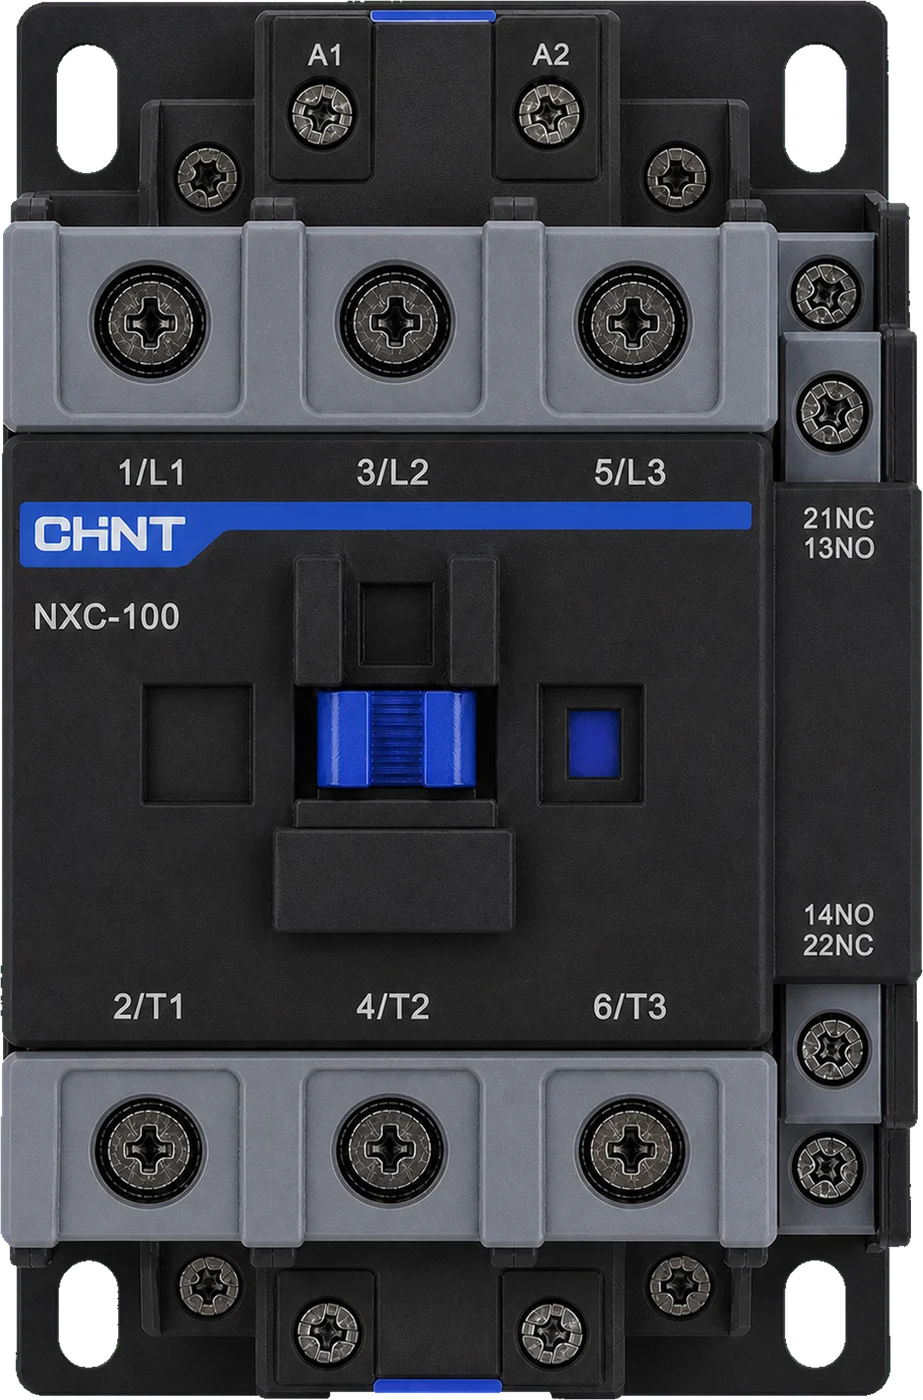 A1 A2
1/L1 3/L2 5/L3
CHNT
21NC
13NO
NXC-100
14NO
22NC
2/T1 4/T2 6/T3